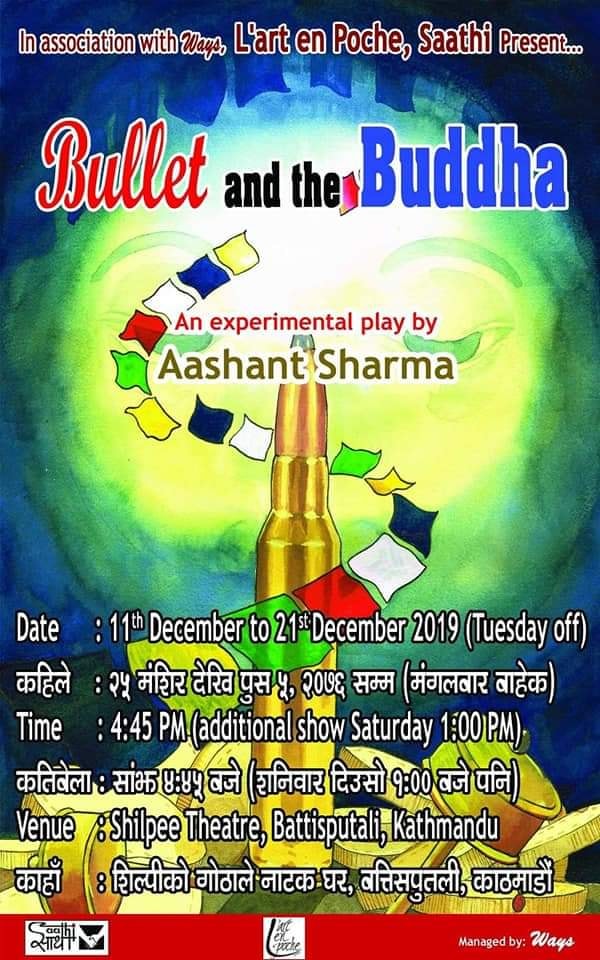 In association with Ways, L'art en Poche, Saathi Present...
Bullet and the Buddha
An experimental play by
Aashant Sharma
Date : 11th December to 21st December 2019 (Tuesday off)
कहिले : २५ मंशिर देखि पुस ५, २०७६ सम्म (मंगलबार बाहेक)
Time : 4:45 PM (additional show Saturday 1:00 PM)
कतिबेला : सांझ ४:४५ बजे (शनिवार दिउसो १:०० बजे पनि)
Venue : Shilpee Theatre, Battisputali, Kathmandu
काहाँ : शिल्पीको गोठाले नाटक घर, बत्तिसपुतली, काठमाडौं
Saathi
साथी
L'art
en
poche
Managed by: Ways